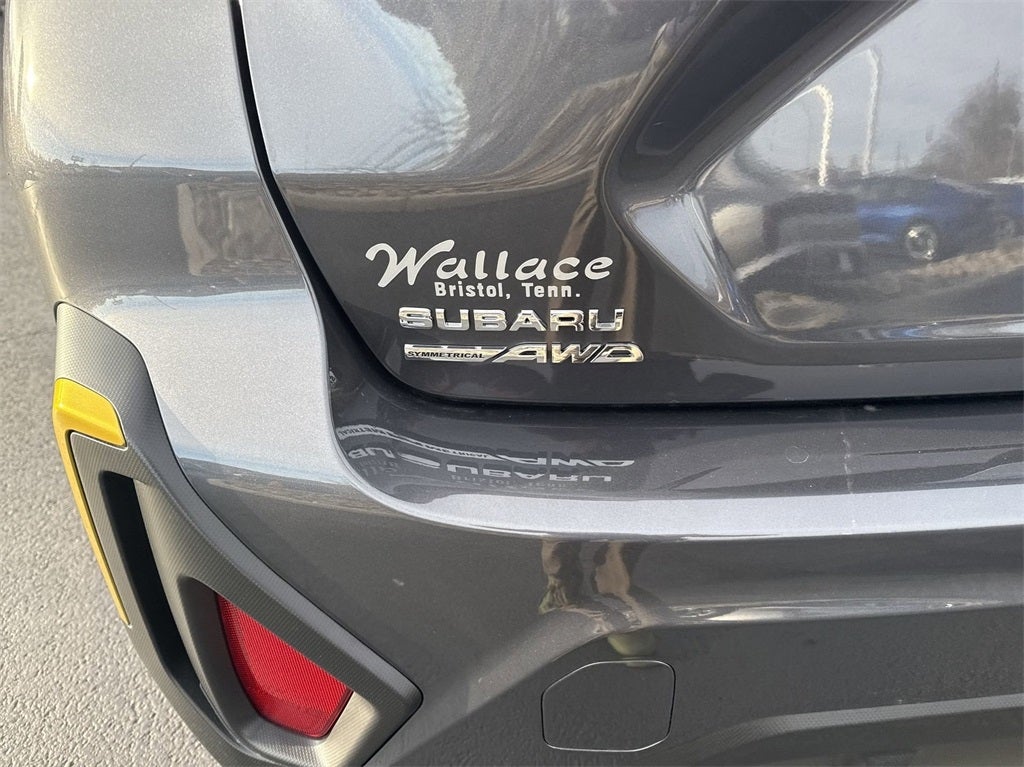 Wallace
Bristol, Tenn.
SUBARU
SYMMETRICAL AWD